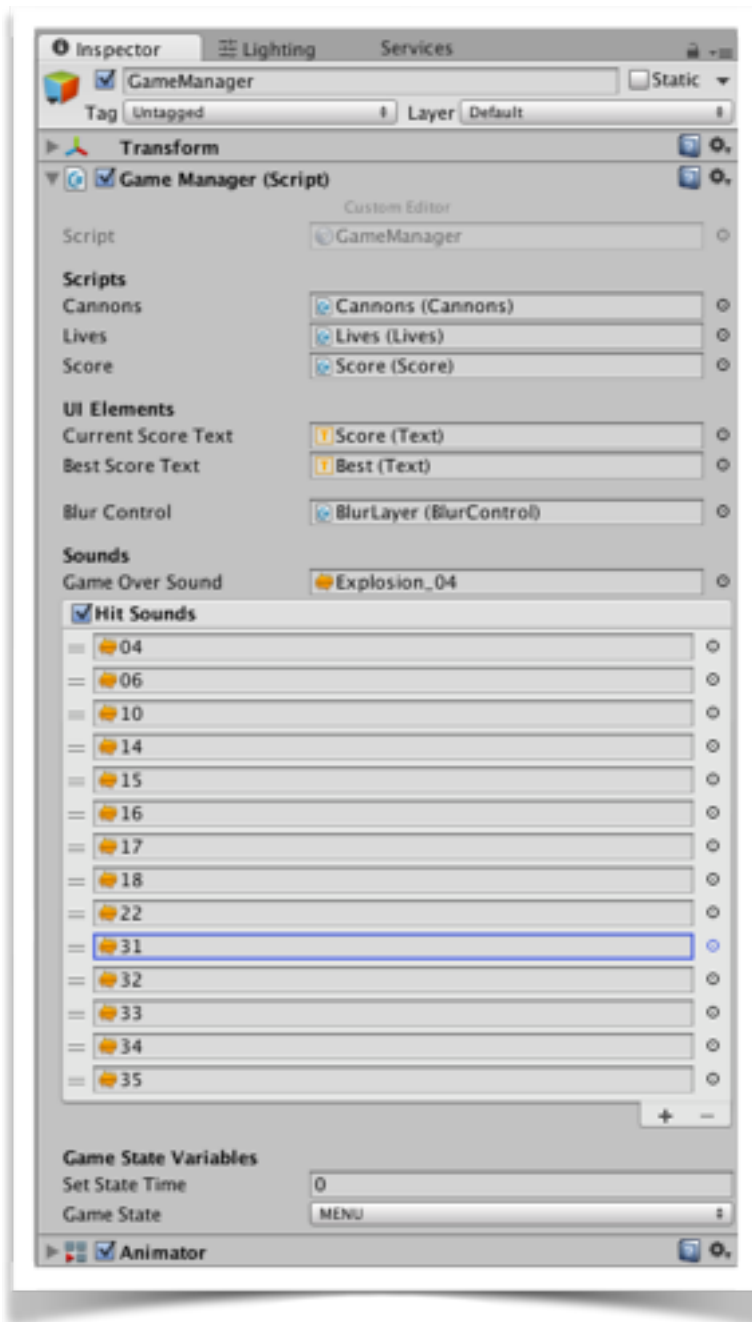 Inspector Lighting Services
GameManager Static
Tag Untagged Layer Default
Transform
Game Manager (Script)
Custom Editor
Script GameManager
Scripts
Cannons Cannons (Cannons)
Lives Lives (Lives)
Score Score (Score)
UI Elements
Current Score Text Score (Text)
Best Score Text Best (Text)
Blur Control BlurLayer (BlurControl)
Sounds
Game Over Sound Explosion_04
Hit Sounds
04
06
10
14
15
16
17
18
22
31
32
33
34
35
+ −
Game State Variables
Set State Time 0
Game State MENU
Animator